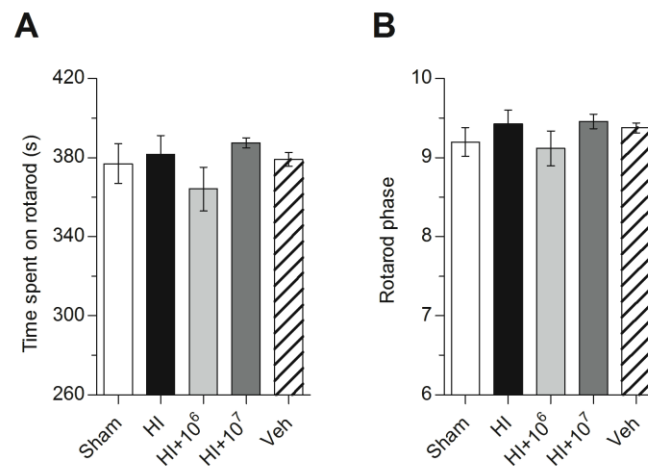 A
Time spent on rotarod (s)
420
380
340
300
260
Sham
HI
HI+10⁶
HI+10⁷
Veh
B
Rotarod phase
10
9
8
7
6
Sham
HI
HI+10⁶
HI+10⁷
Veh